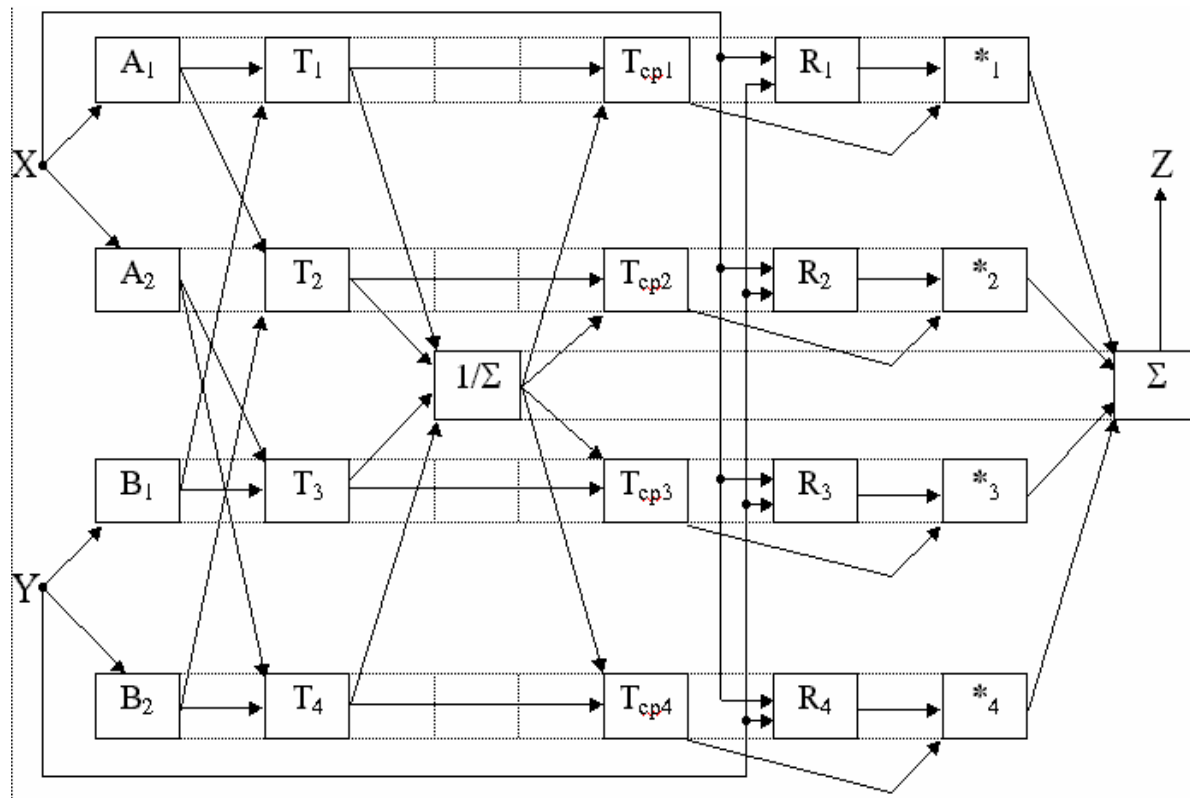 A₁ T₁ Tср1 R₁ *₁
X Z
A₂ T₂ Tср2 R₂ *₂
1/Σ Σ
B₁ T₃ Tср3 R₃ *₃
Y
B₂ T₄ Tср4 R₄ *₄